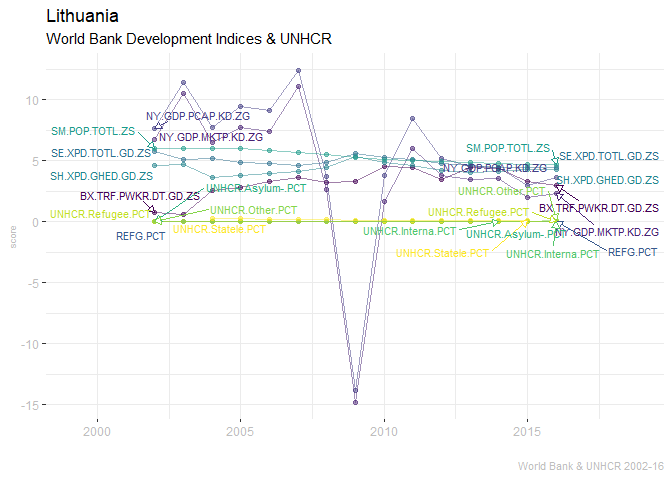 Lithuania
World Bank Development Indices & UNHCR
score
10
5
0
-5
-10
-15
NY.GDP.PCAP.KD.ZG
SM.POP.TOTL.ZS
NY.GDP.MKTP.KD.ZG
SE.XPD.TOTL.GD.ZS
SH.XPD.GHED.GD.ZS
BX.TRF.PWKR.DT.GD.ZS
UNHCR.Asylum-.PCT
UNHCR.Refugee.PCT
UNHCR.Other.PCT
UNHCR.Statele.PCT
REFG.PCT
SM.POP.TOTL.ZS
SE.XPD.TOTL.GD.ZS
NY.GDP.PCAP.KD.ZG
SH.XPD.GHED.GD.ZS
UNHCR.Other.PCT
BX.TRF.PWKR.DT.GD.ZS
UNHCR.Refugee.PCT
UNHCR.Interna.PCT
UNHCR.Asylum-.PCT
NY.GDP.MKTP.KD.ZG
UNHCR.Statele.PCT
UNHCR.Interna.PCT
REFG.PCT
2000
2005
2010
2015
World Bank & UNHCR 2002-16